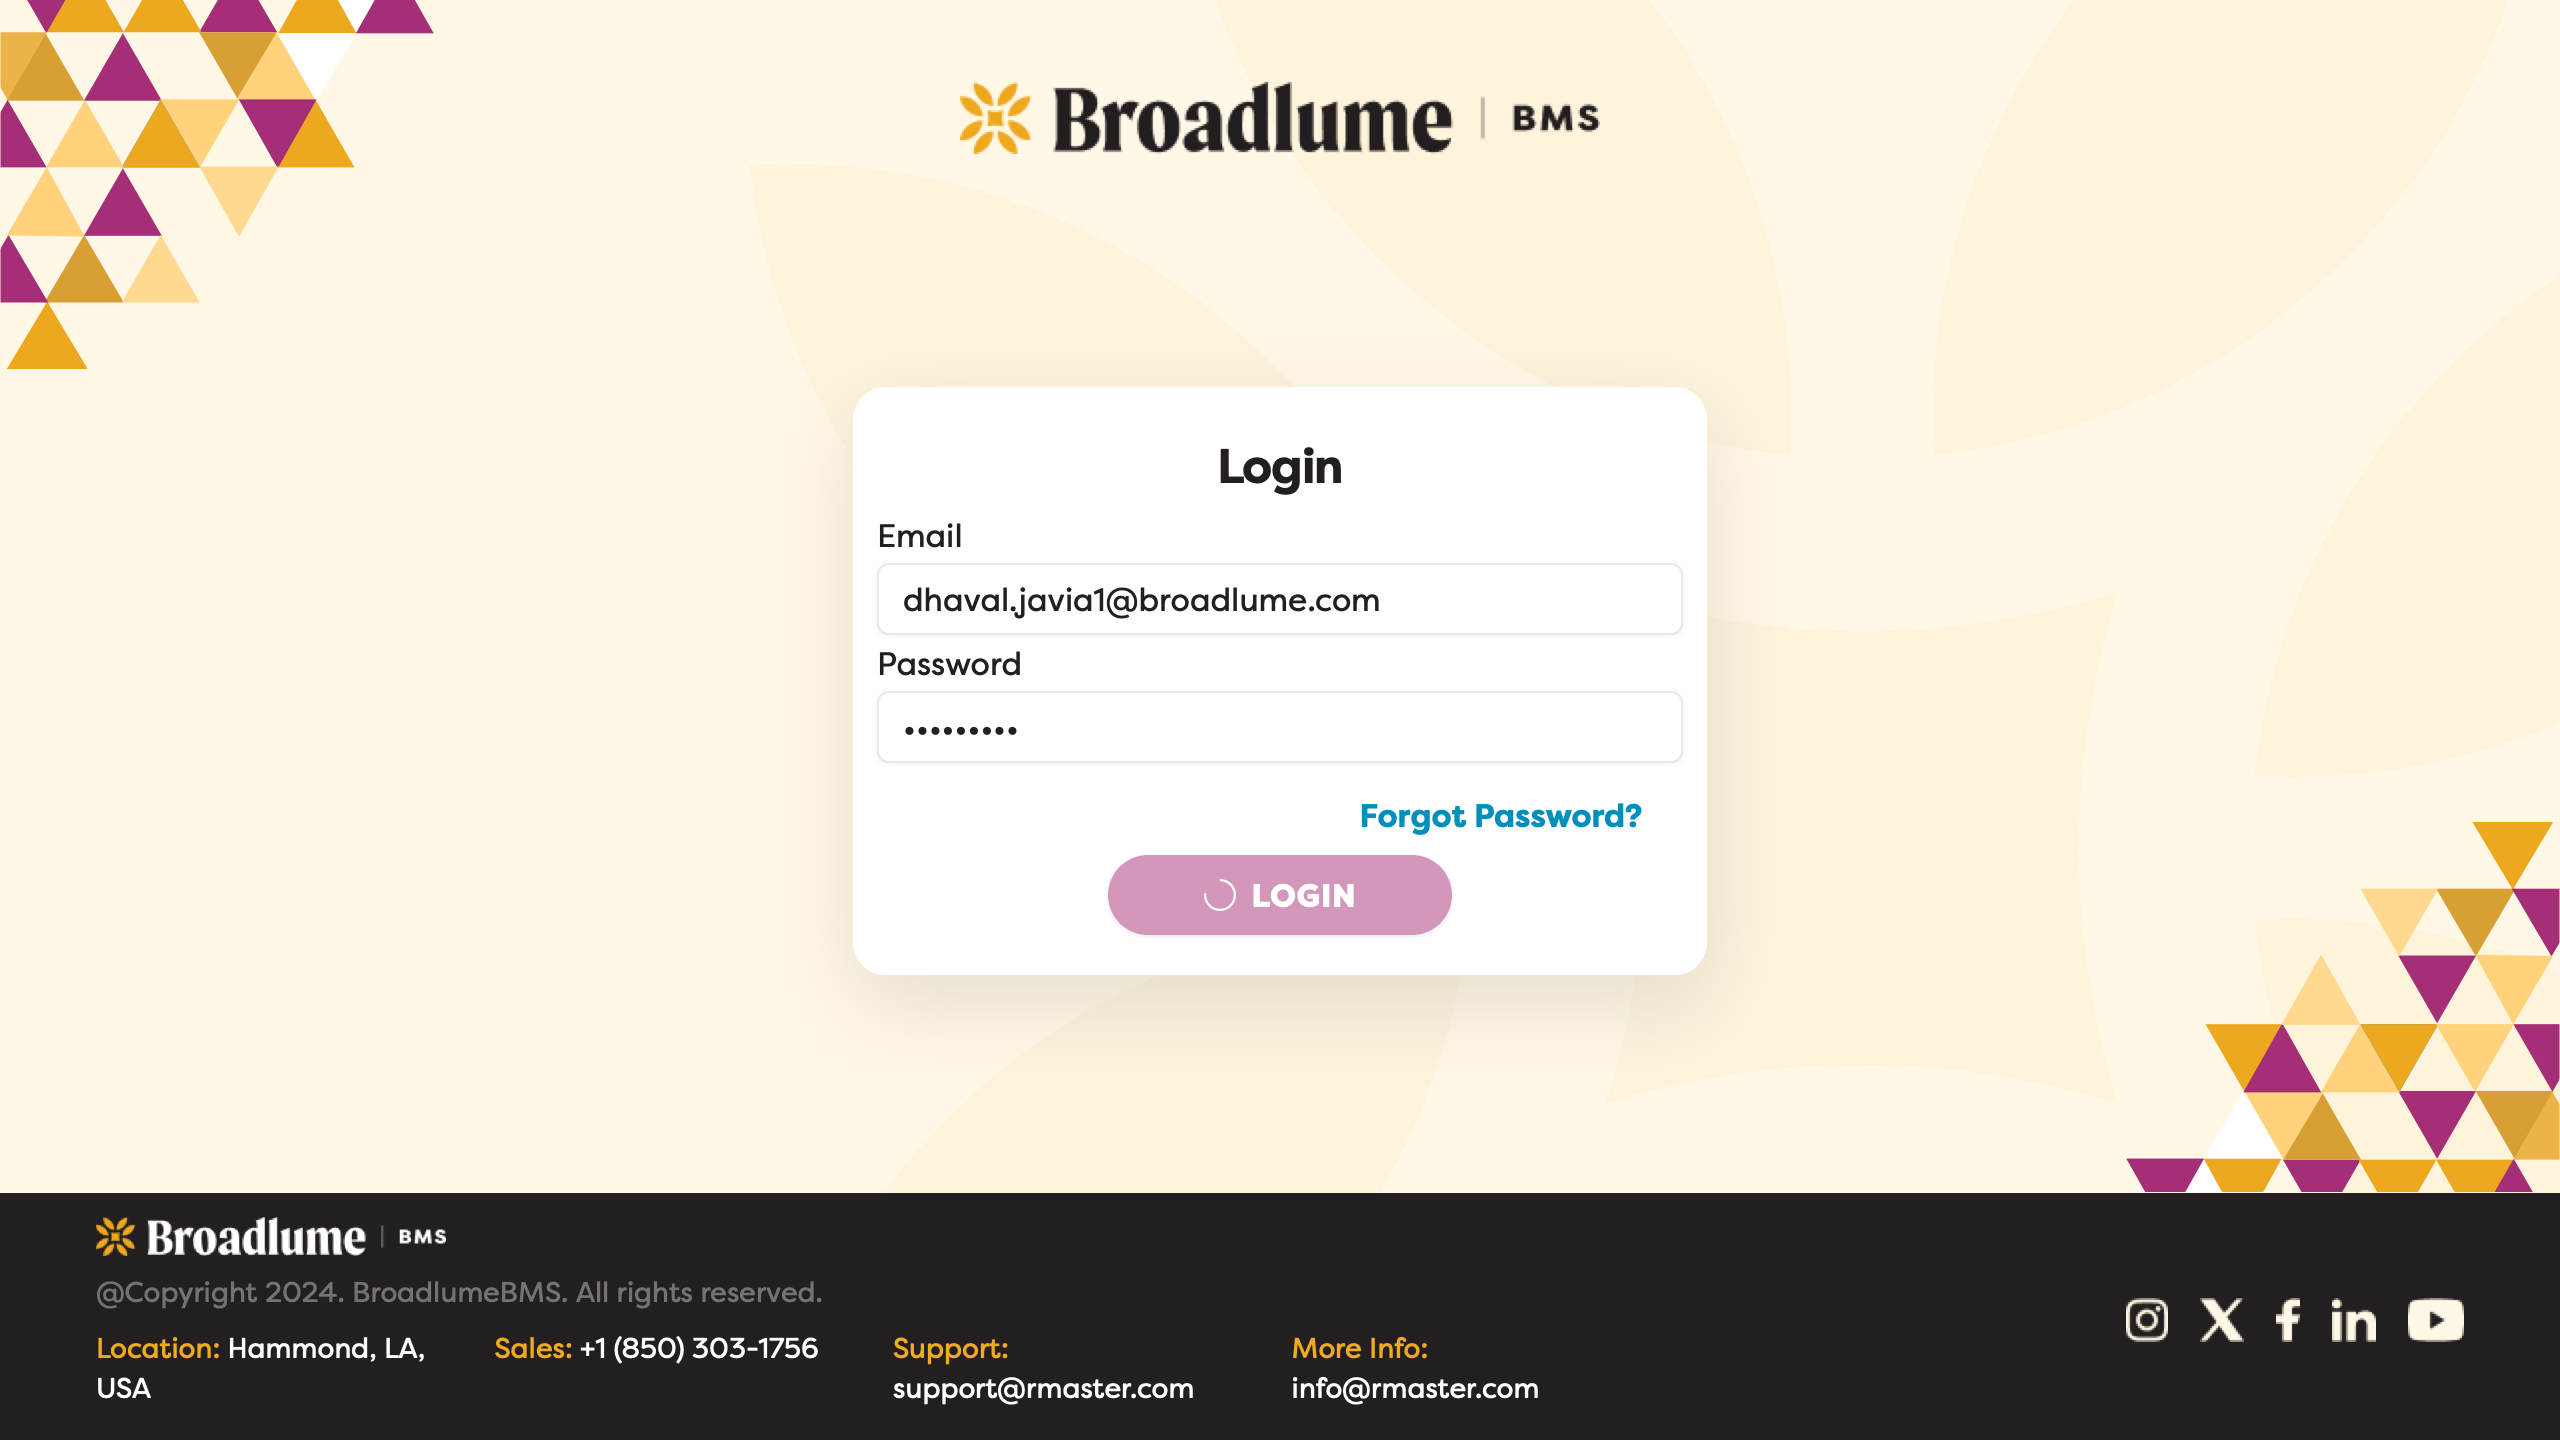 Broadlume | BMS
Login
Email
dhaval.javia1@broadlume.com
Password
•••••••••
Forgot Password?
LOGIN
Broadlume | BMS
@Copyright 2024. BroadlumeBMS. All rights reserved.
Location: Hammond, LA,
USA
Sales: +1 (850) 303-1756
Support:
support@rmaster.com
More Info:
info@rmaster.com